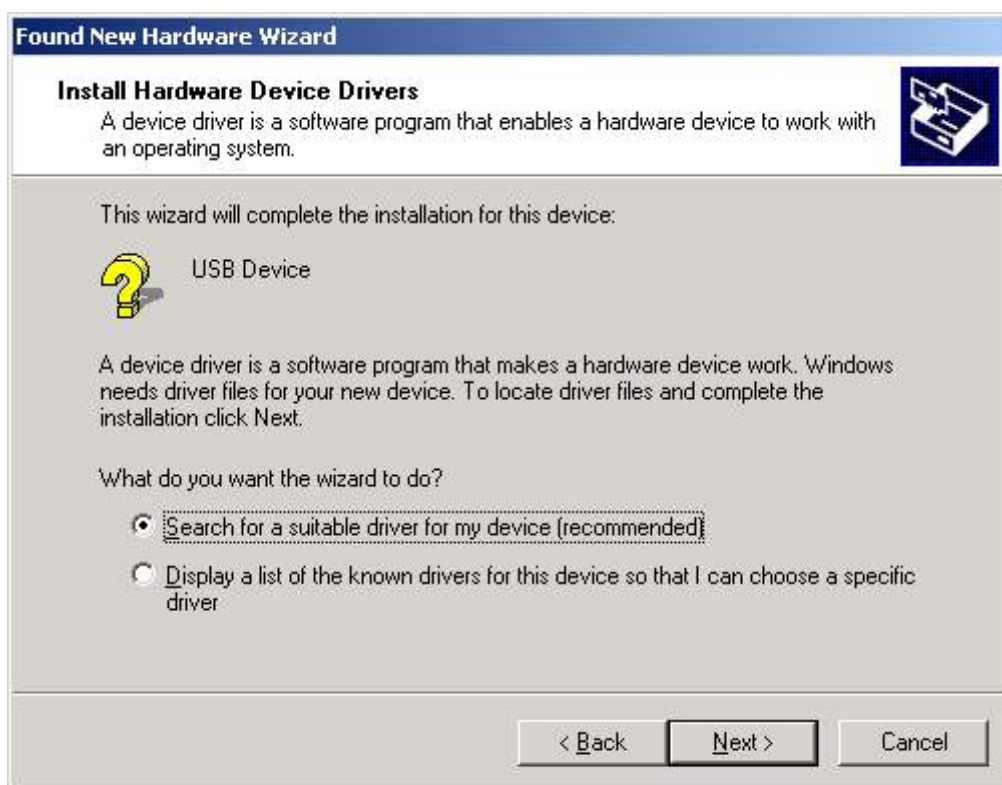 Found New Hardware Wizard
Install Hardware Device Drivers
A device driver is a software program that enables a hardware device to work with
an operating system.
This wizard will complete the installation for this device:
USB Device
A device driver is a software program that makes a hardware device work. Windows
needs driver files for your new device. To locate driver files and complete the
installation click Next.
What do you want the wizard to do?
Search for a suitable driver for my device (recommended)
Display a list of the known drivers for this device so that I can choose a specific
driver
< Back
Next >
Cancel